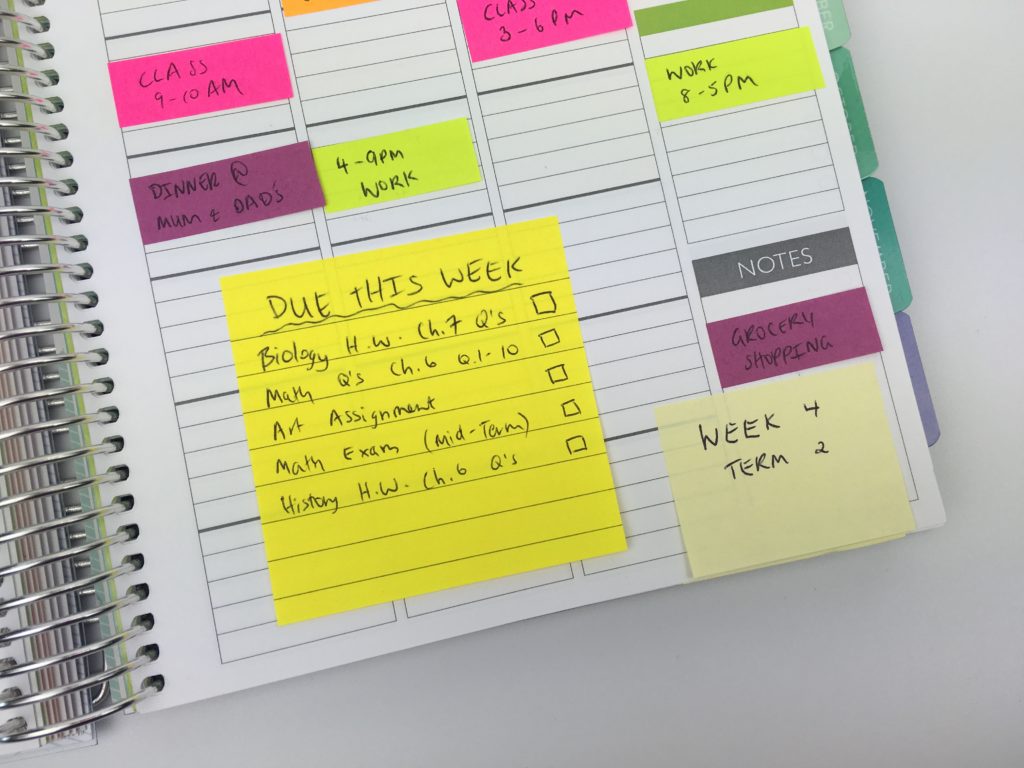 CLASS
9-10AM
DINNER @
MUM & DAD'S
4-9PM
WORK
CLASS
3-6PM
WORK
8-5PM
DUE THIS WEEK
Biology H.W. Ch.7 Q's
Math Q's Ch.6 Q.1-10
Art Assignment
Math Exam (Mid-Term)
History H.W. Ch.6 Q's
NOTES
GROCERY
SHOPPING
WEEK 4
TERM 2